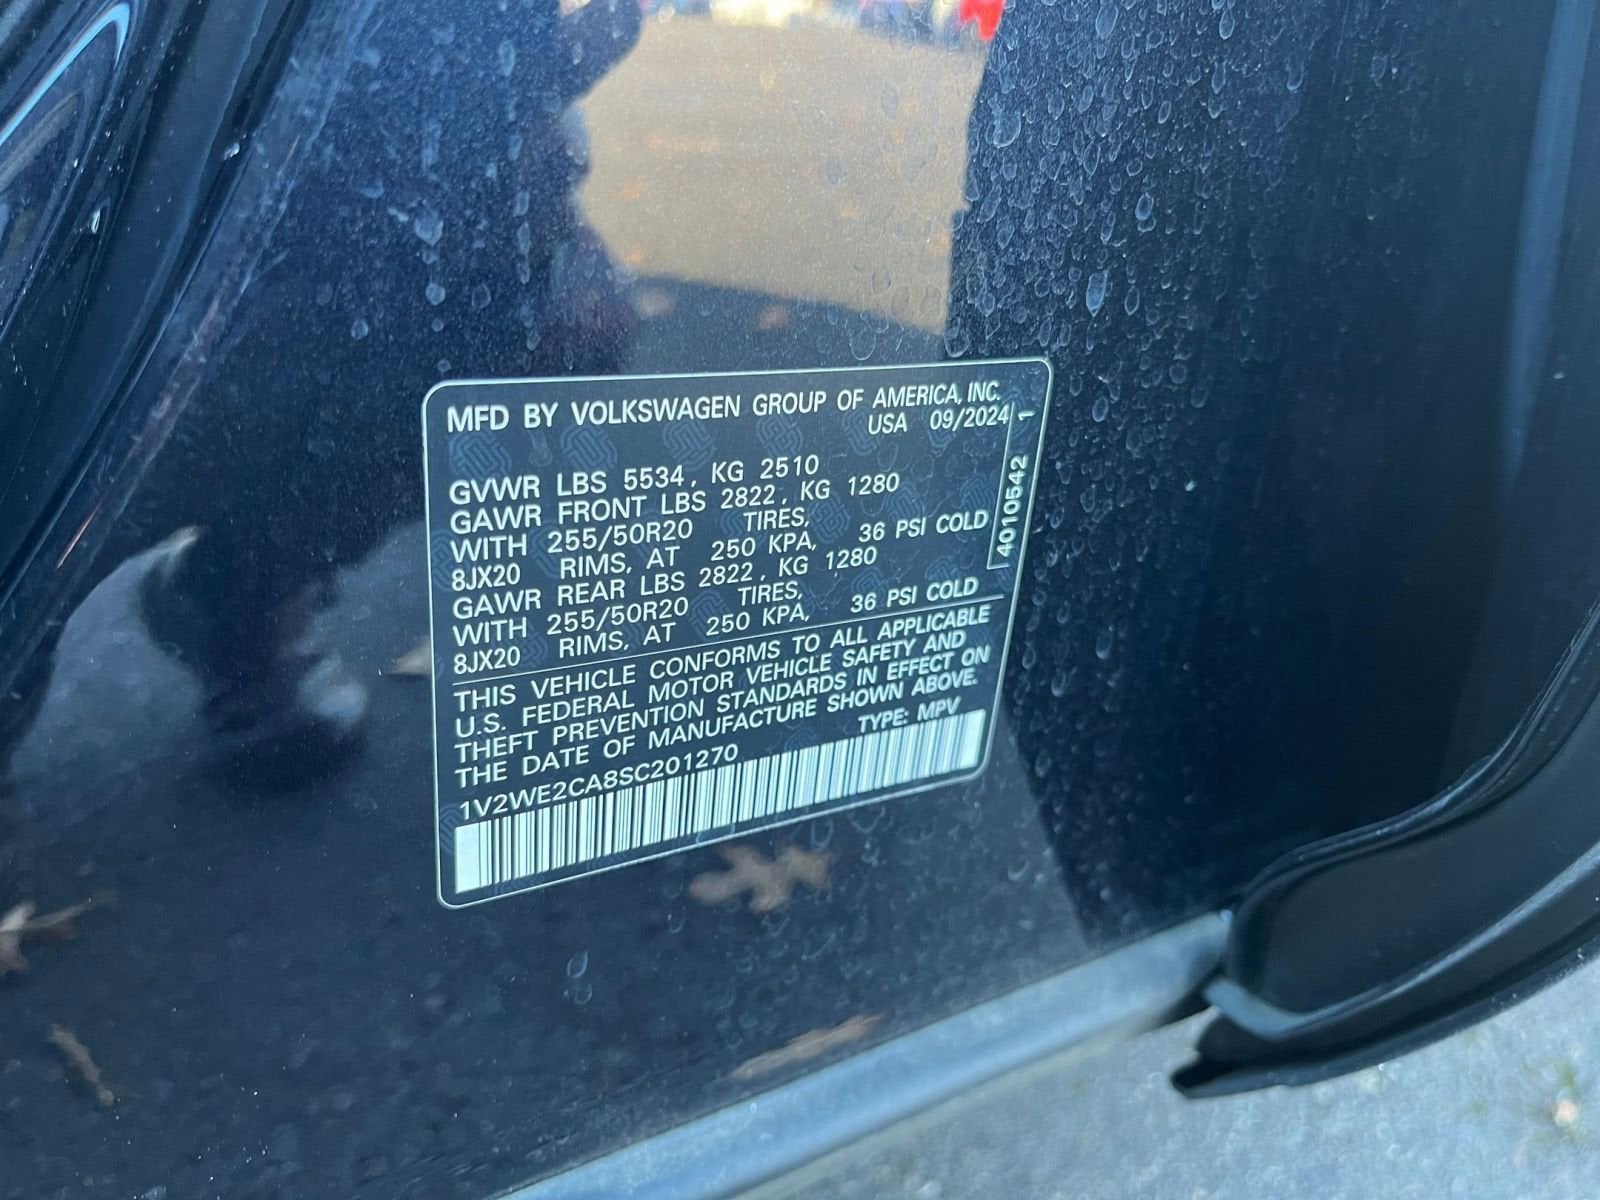 MFD BY VOLKSWAGEN GROUP OF AMERICA, INC.
USA 09/2024
1
4010542
GVWR LBS 5534, KG 2510
GAWR FRONT LBS 2822, KG 1280
WITH 255/50R20 TIRES,
8JX20 RIMS, AT 250 KPA, 36 PSI COLD
GAWR REAR LBS 2822, KG 1280
WITH 255/50R20 TIRES,
8JX20 RIMS, AT 250 KPA, 36 PSI COLD
THIS VEHICLE CONFORMS TO ALL APPLICABLE
U.S. FEDERAL MOTOR VEHICLE SAFETY AND
THEFT PREVENTION STANDARDS IN EFFECT ON
THE DATE OF MANUFACTURE SHOWN ABOVE.
1V2WE2CA8SC201270 TYPE: MPV